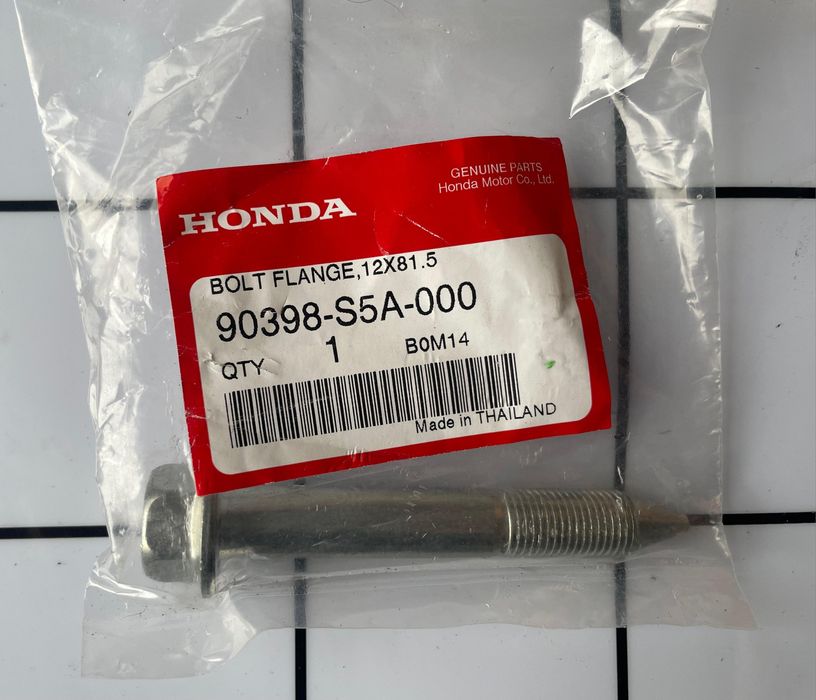 GENUINE PARTS
Honda Motor Co., Ltd.
HONDA
BOLT FLANGE,12X81.5
90398-S5A-000
QTY 1 B0M14
Made in THAILAND